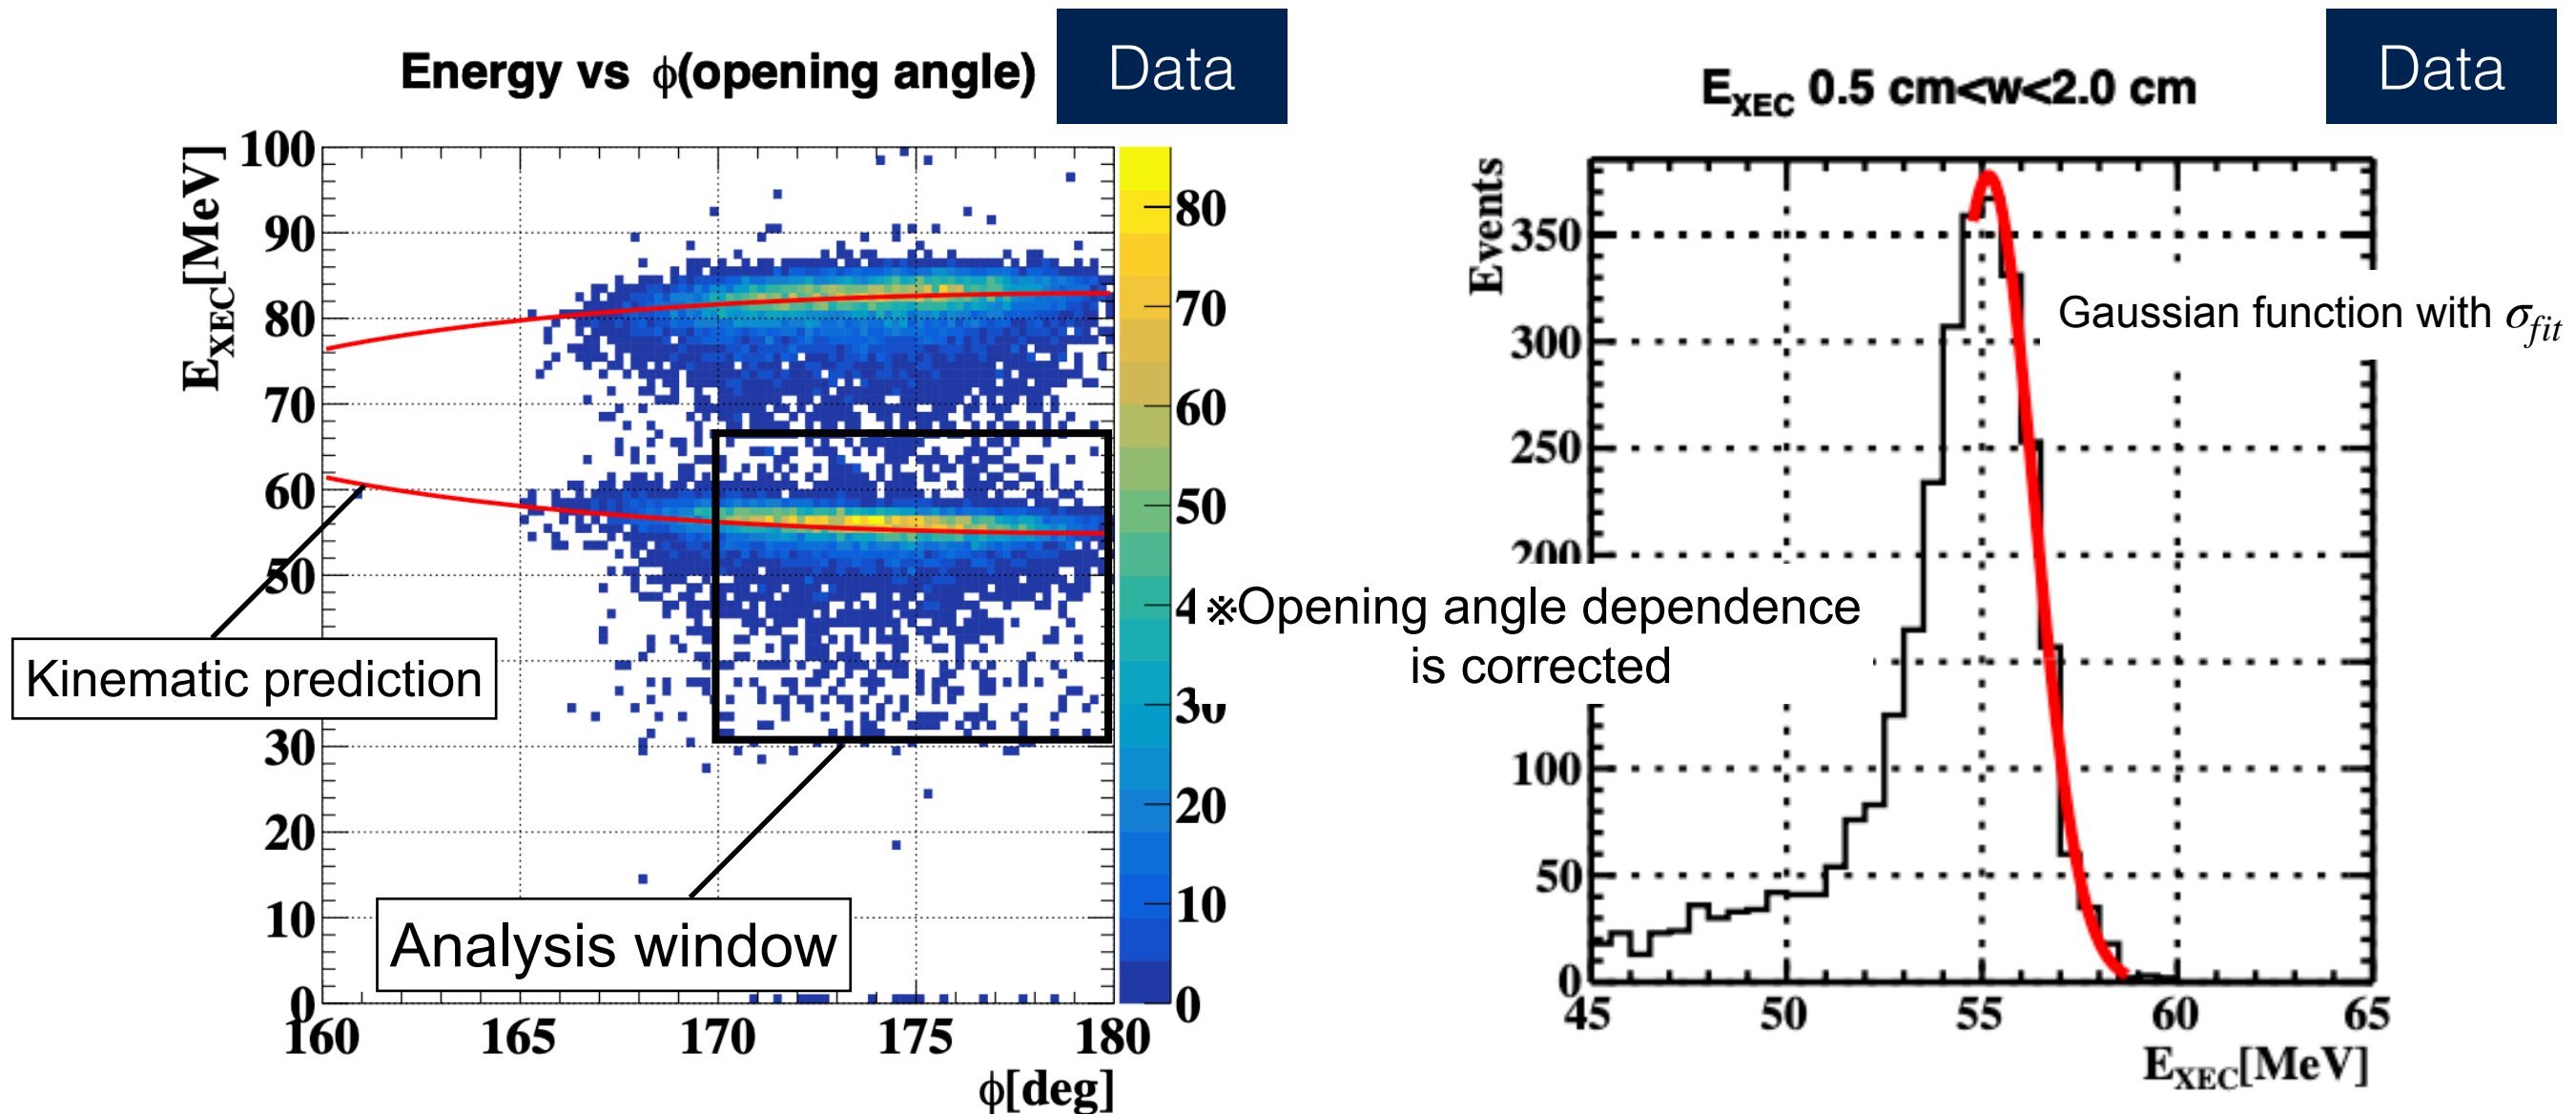 Energy vs ϕ(opening angle)
Data
E_XEC[MeV]
100
90
80
70
60
50
30
20
10
0
160
165
170
175
180
ϕ[deg]
80
70
60
50
4
30
20
10
0
Kinematic prediction
Analysis window
※Opening angle dependence
is corrected
E_XEC 0.5 cm<w<2.0 cm
Data
Events
350
300
250
200
100
50
0
45
50
55
60
65
E_XEC[MeV]
Gaussian function with σ_fit